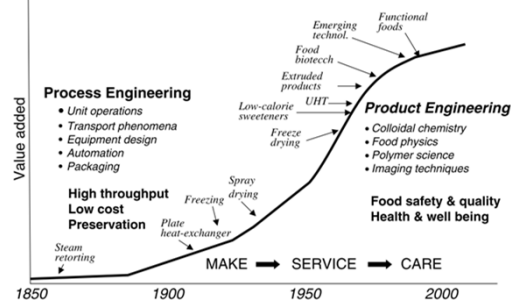 Value added
Process Engineering
• Unit operations
• Transport phenomena
• Equipment design
• Automation
• Packaging
High throughput
Low cost
Preservation
Steam
retorting
Plate
heat-exchanger
Freezing
Spray
drying
Freeze
drying
Low-calorie
sweeteners
UHT
Extruded
products
Food
biotecch
Emerging
technol.
Functional
foods
Product Engineering
• Colloidal chemistry
• Food physics
• Polymer science
• Imaging techniques
Food safety & quality
Health & well being
MAKE → SERVICE → CARE
1850 1900 1950 2000